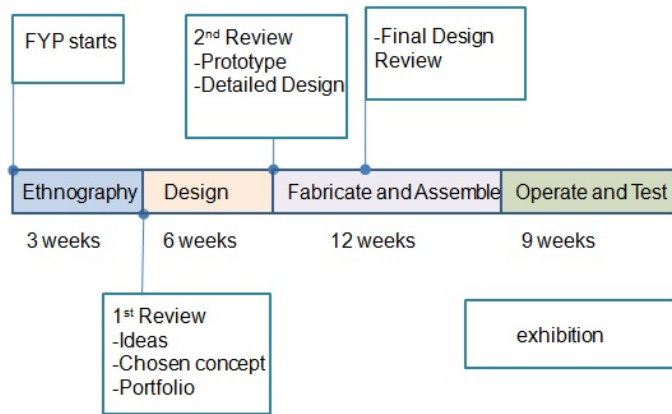 FYP starts
2nd Review
-Prototype
-Detailed Design
-Final Design
Review
Ethnography
Design
Fabricate and Assemble
Operate and Test
3 weeks
6 weeks
12 weeks
9 weeks
1st Review
-Ideas
-Chosen concept
-Portfolio
exhibition